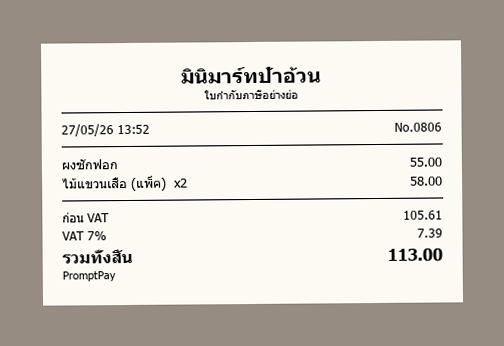 มินิมาร์ทป้าอ้วน
ใบกำกับภาษีอย่างย่อ
27/05/26 13:52 No.0806
ผงซักฟอก 55.00
ไม้แขวนเสื้อ (แพ็ค) x2 58.00
ก่อน VAT 105.61
VAT 7% 7.39
รวมทั้งสิ้น 113.00
PromptPay